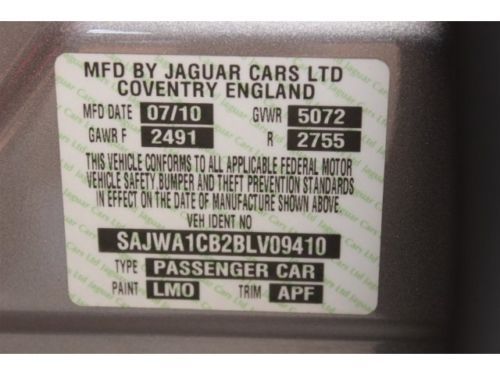 MFD BY JAGUAR CARS LTD
COVENTRY ENGLAND
MFD DATE 07/10 GVWR 5072
GAWR F 2491 R 2755
THIS VEHICLE CONFORMS TO ALL APPLICABLE FEDERAL MOTOR
VEHICLE SAFETY BUMPER AND THEFT PREVENTION STANDARDS
IN EFFECT ON THE DATE OF MANUFACTURE SHOWN ABOVE.
VEH IDENT NO
SAJWA1CB2BLV09410
TYPE PASSENGER CAR
PAINT LMO TRIM APF